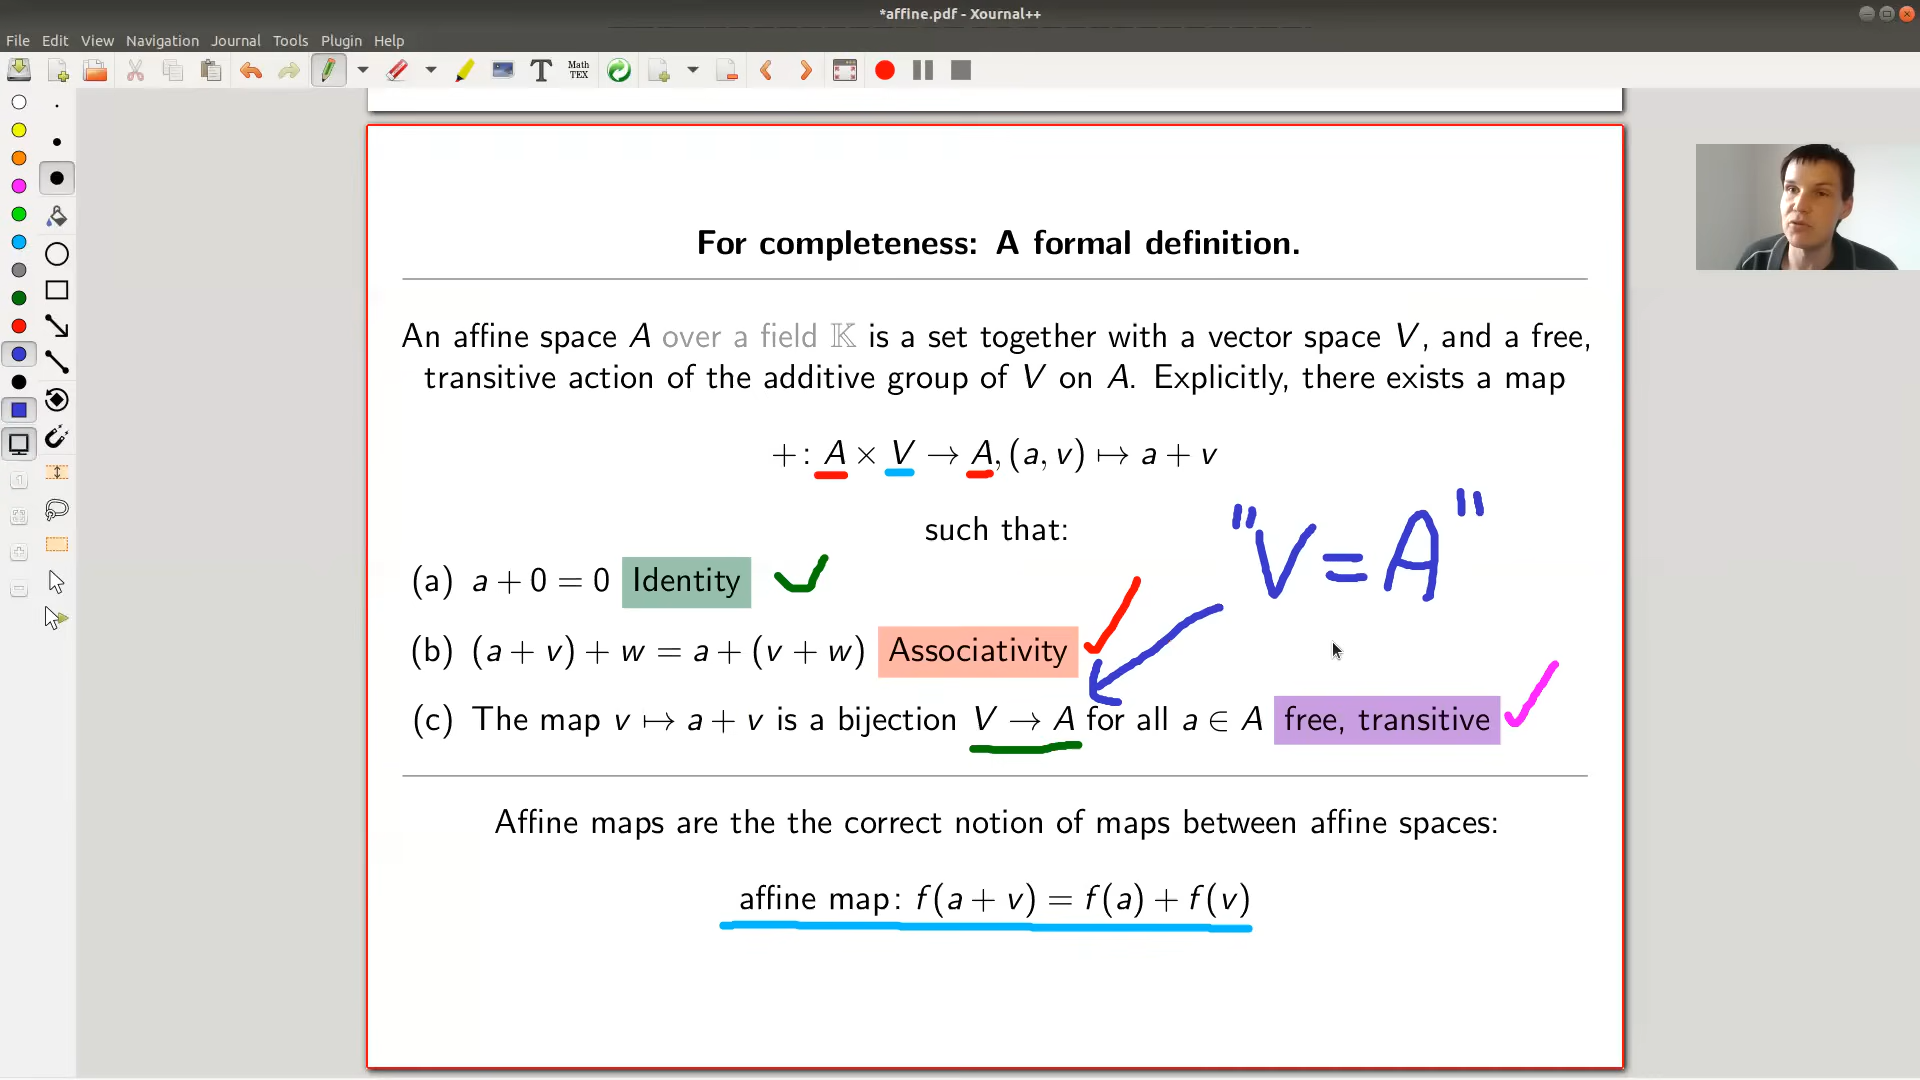 *affine.pdf - Xournal++
File Edit View Navigation Journal Tools Plugin Help
T Math TEX
For completeness: A formal definition.
An affine space A over a field 𝕂 is a set together with a vector space V, and a free,
transitive action of the additive group of V on A. Explicitly, there exists a map
+: A × V → A, (a, v) ↦ a + v
such that:
"V = A"
(a) a + 0 = 0 Identity
(b) (a + v) + w = a + (v + w) Associativity
(c) The map v ↦ a + v is a bijection V → A for all a ∈ A free, transitive
Affine maps are the the correct notion of maps between affine spaces:
affine map: f(a + v) = f(a) + f(v)